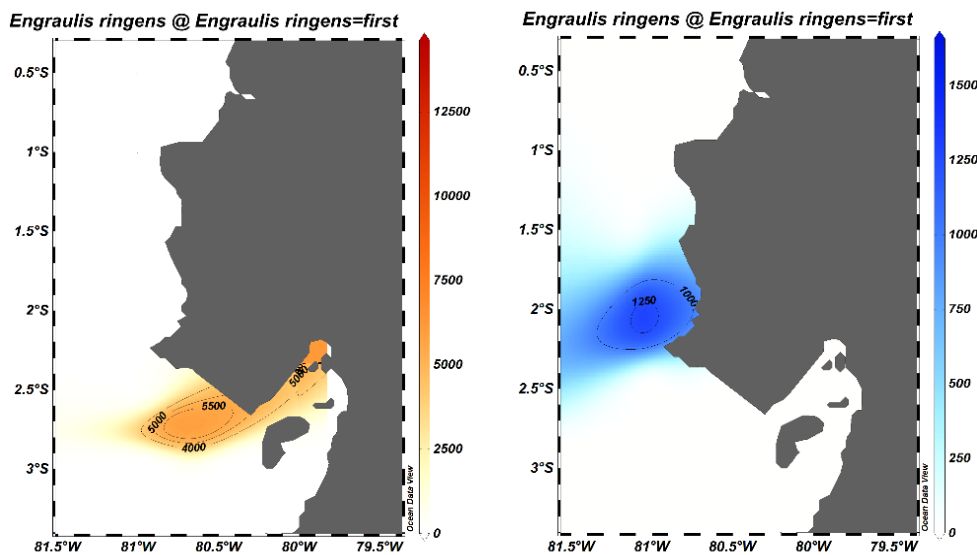 Engraulis ringens @ Engraulis ringens=first
0.5°S
1°S
1.5°S
2°S
2.5°S
3°S
81.5°W
81°W
80.5°W
80°W
79.5°W
5000
5500
4000
5000
Ocean Data View
12500
10000
7500
5000
2500
0
Engraulis ringens @ Engraulis ringens=first
0.5°S
1°S
1.5°S
2°S
2.5°S
3°S
81.5°W
81°W
80.5°W
80°W
79.5°W
1250
1000
Ocean Data View
1500
1250
1000
750
500
250
0